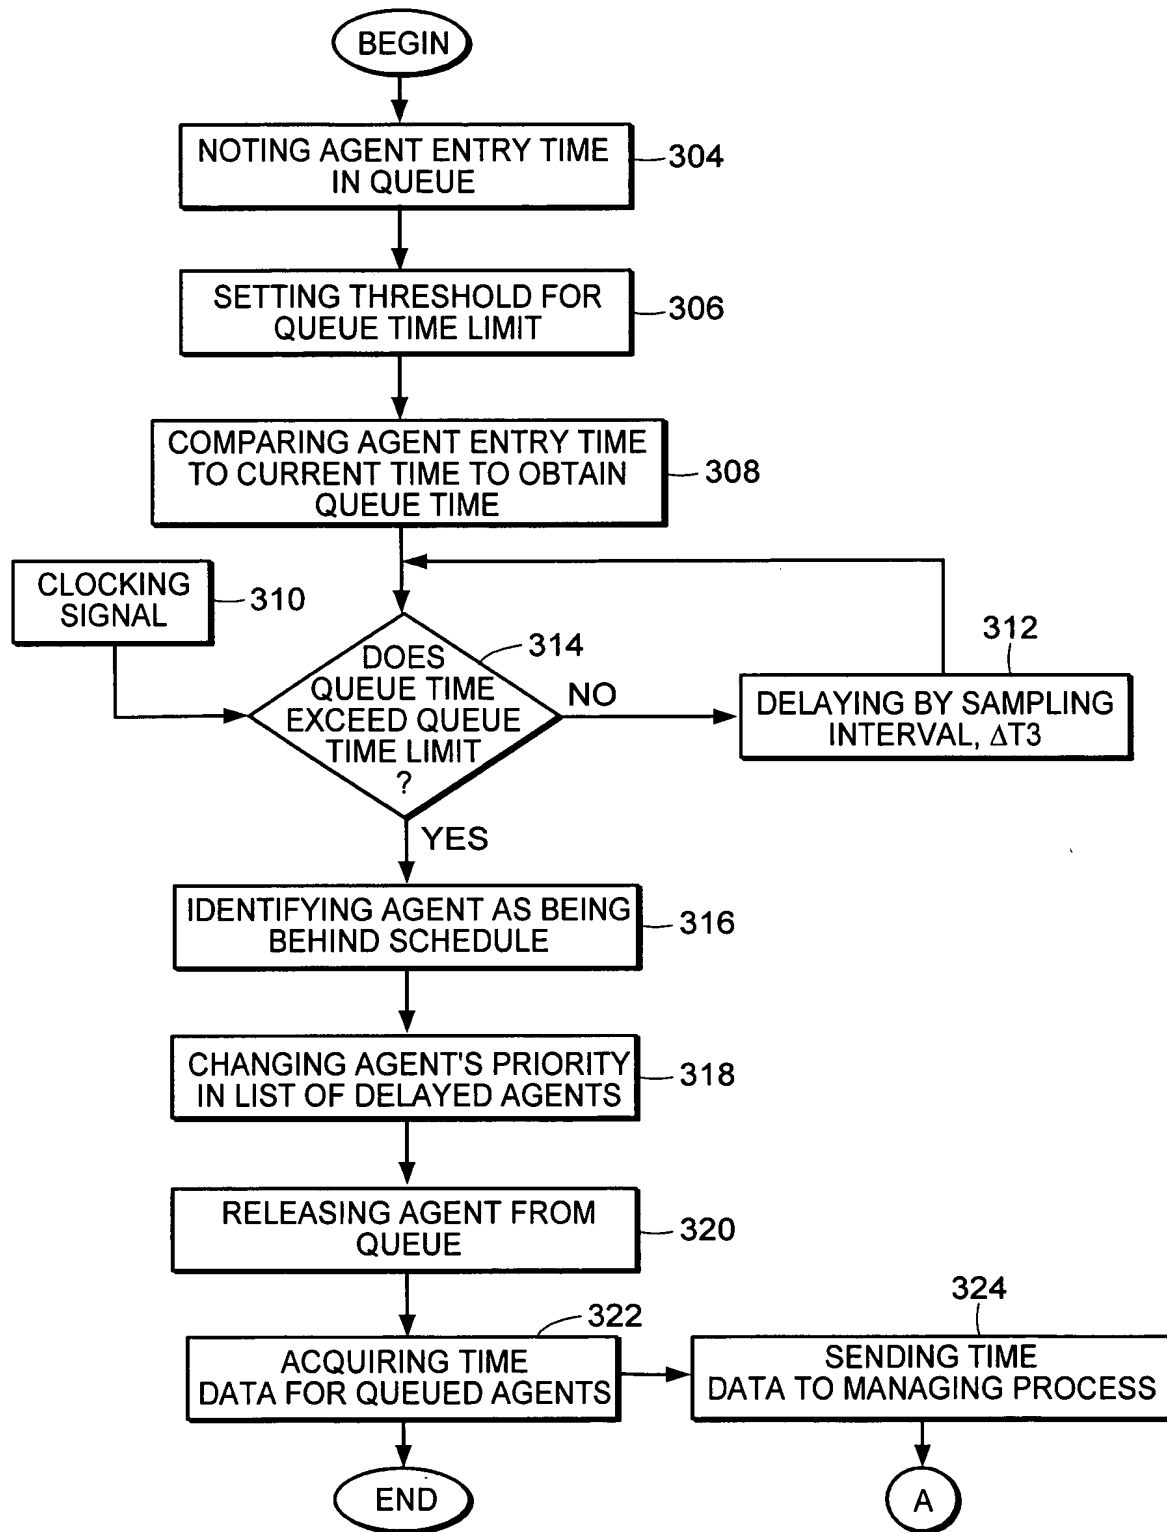 BEGIN
NOTING AGENT ENTRY TIME
IN QUEUE
304
SETTING THRESHOLD FOR
QUEUE TIME LIMIT
306
COMPARING AGENT ENTRY TIME
TO CURRENT TIME TO OBTAIN
QUEUE TIME
308
CLOCKING
SIGNAL
310
DOES
QUEUE TIME
EXCEED QUEUE
TIME LIMIT
?
314
NO
312
DELAYING BY SAMPLING
INTERVAL, ΔT3
YES
IDENTIFYING AGENT AS BEING
BEHIND SCHEDULE
316
CHANGING AGENT'S PRIORITY
IN LIST OF DELAYED AGENTS
318
RELEASING AGENT FROM
QUEUE
320
322
ACQUIRING TIME
DATA FOR QUEUED AGENTS
324
SENDING TIME
DATA TO MANAGING PROCESS
END
A